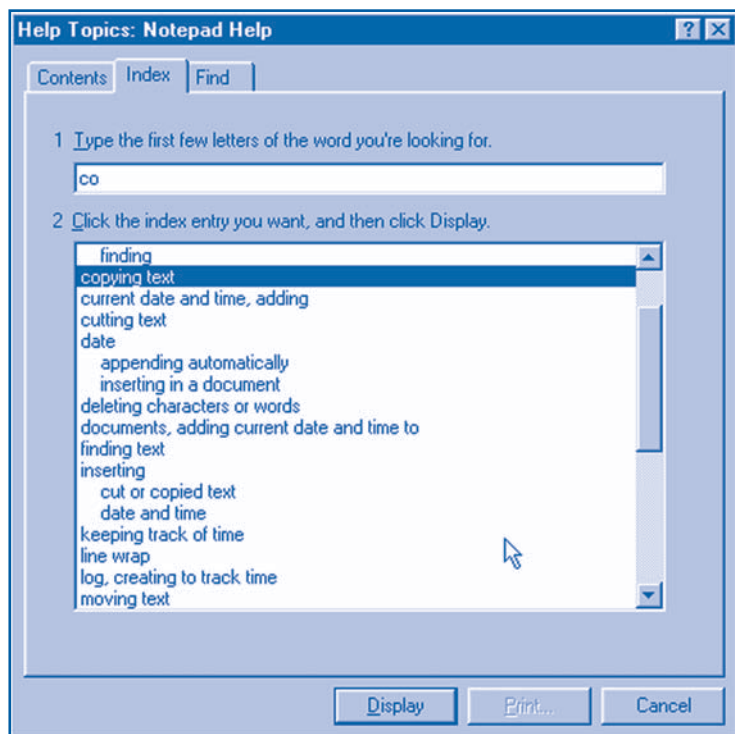 Help Topics: Notepad Help
Contents Index Find
1 Type the first few letters of the word you're looking for.
co
2 Click the index entry you want, and then click Display.
finding
copying text
current date and time, adding
cutting text
date
appending automatically
inserting in a document
deleting characters or words
documents, adding current date and time to
finding text
inserting
cut or copied text
date and time
keeping track of time
line wrap
log, creating to track time
moving text
Display Print... Cancel